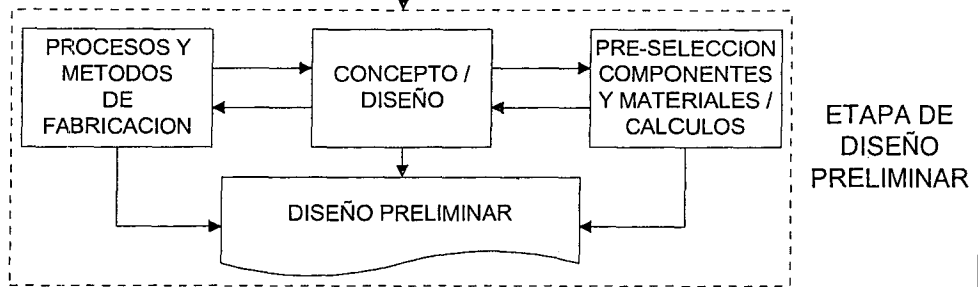 PROCESOS Y
METODOS
DE
FABRICACION
CONCEPTO /
DISEÑO
PRE-SELECCION
COMPONENTES
Y MATERIALES /
CALCULOS
DISEÑO PRELIMINAR
ETAPA DE
DISEÑO
PRELIMINAR